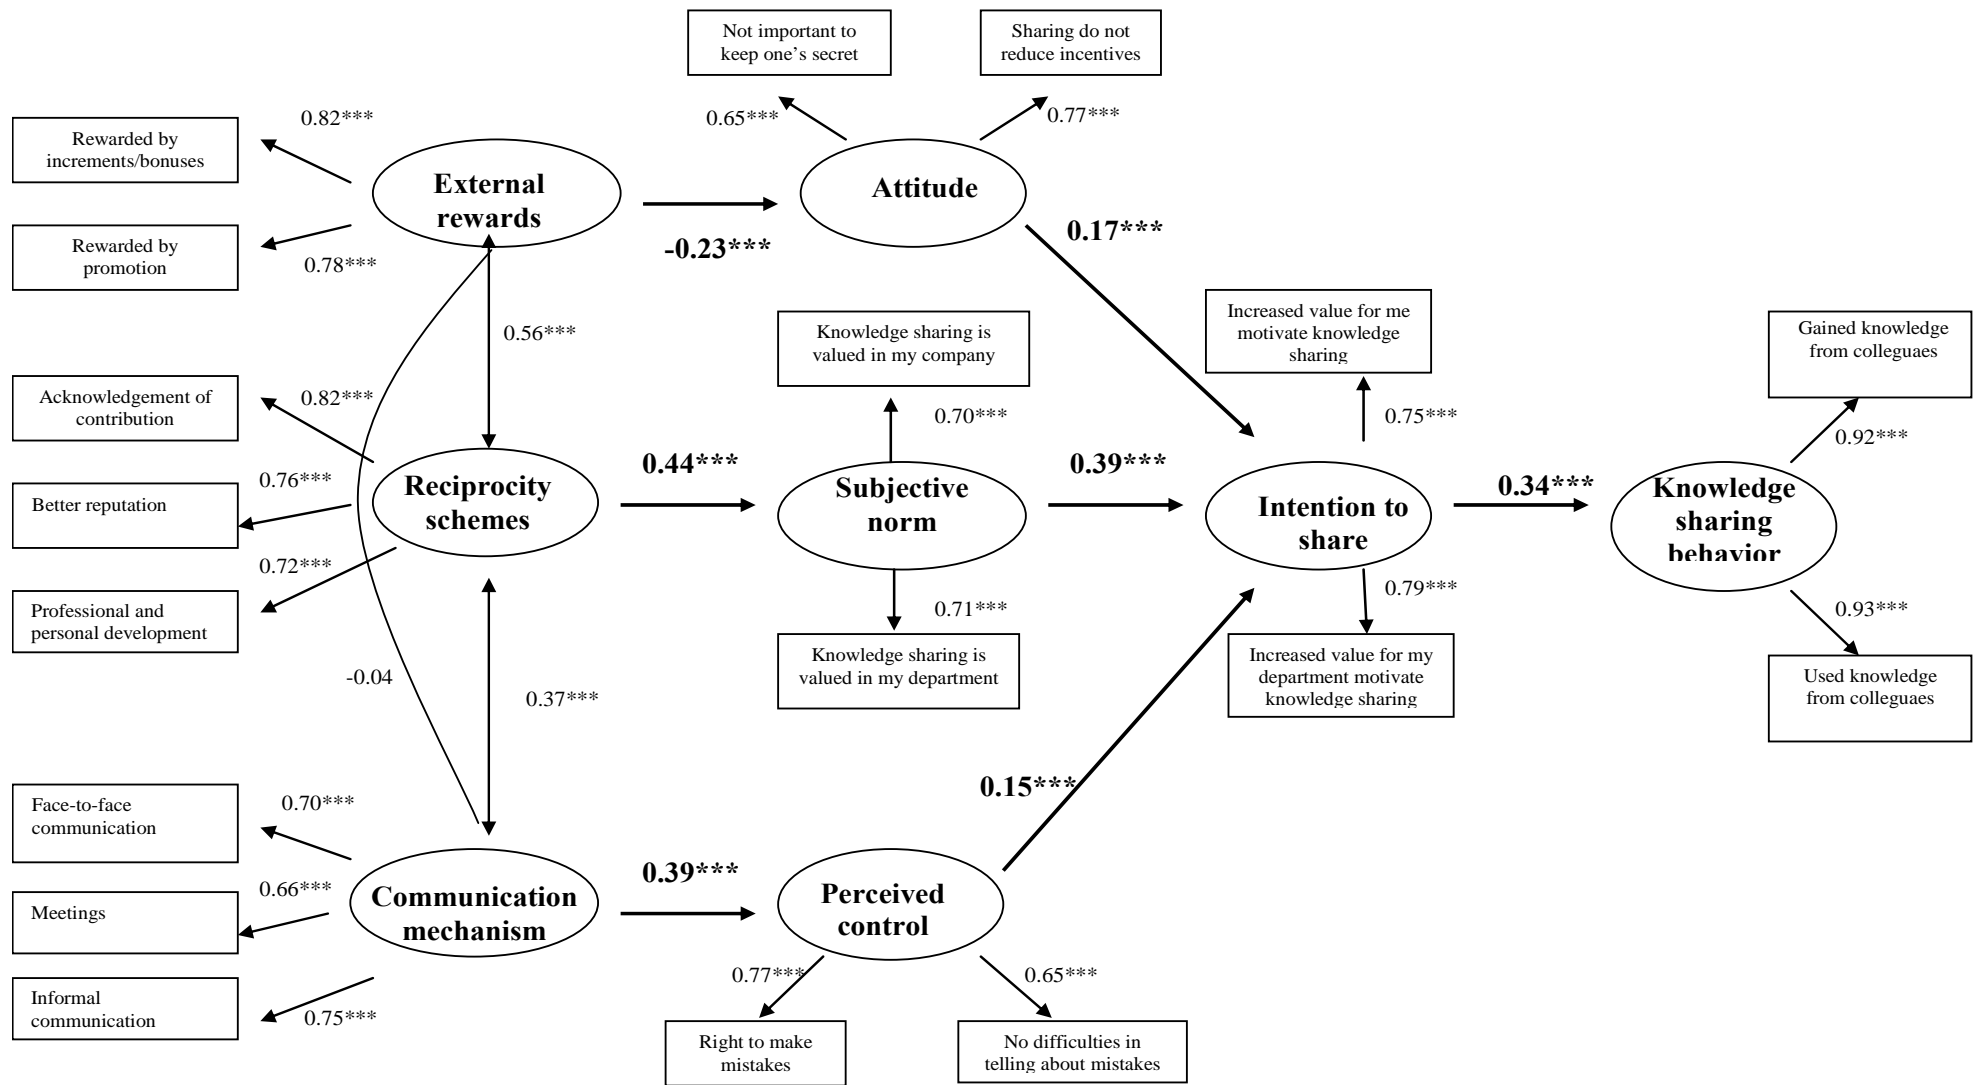 Not important to
keep one’s secret
Sharing do not
reduce incentives
0.65***
0.77***
0.82***
Rewarded by
increments/bonuses
External
rewards
Attitude
Rewarded by
promotion
0.78***
-0.23***
0.17***
0.56***
Knowledge sharing is
valued in my company
Increased value for me
motivate knowledge
sharing
Gained knowledge
from colleguaes
Acknowledgement of
contribution
0.82***
0.70***
0.75***
0.92***
0.76***
Better reputation
Reciprocity
schemes
0.44***
Subjective
norm
0.39***
Intention to
share
0.34***
Knowledge
sharing
behavior
0.72***
Professional and
personal development
0.71***
0.79***
0.93***
Knowledge sharing is
valued in my department
Increased value for my
department motivate
knowledge sharing
Used knowledge
from colleguaes
-0.04
0.37***
0.15***
Face-to-face
communication
0.70***
0.66***
Meetings
Communication
mechanism
0.39***
Perceived
control
Informal
communication
0.75***
0.77***
0.65***
Right to make
mistakes
No difficulties in
telling about mistakes